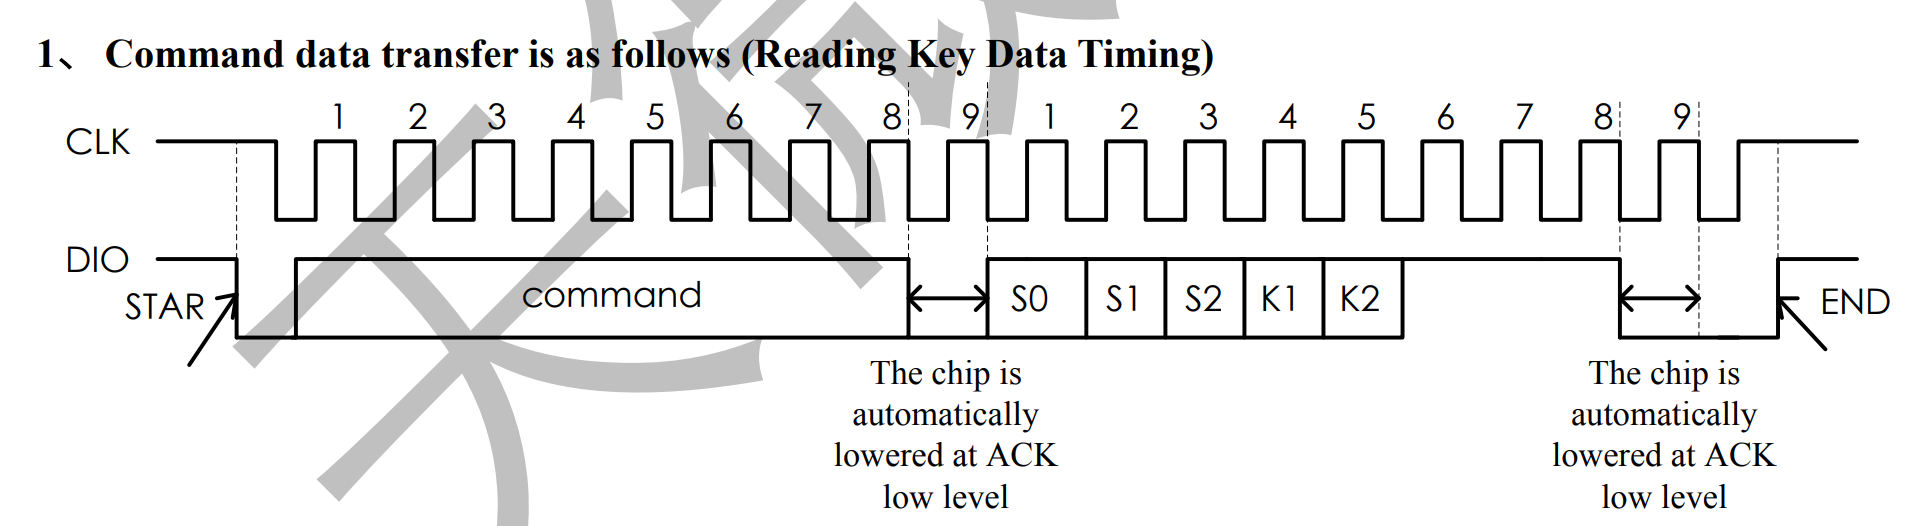 1、 Command data transfer is as follows (Reading Key Data Timing)
1 2 3 4 5 6 7 8 9 1 2 3 4 5 6 7 8 9
CLK
DIO
STAR
command
S0 S1 S2 K1 K2
END
The chip is
automatically
lowered at ACK
low level
The chip is
automatically
lowered at ACK
low level